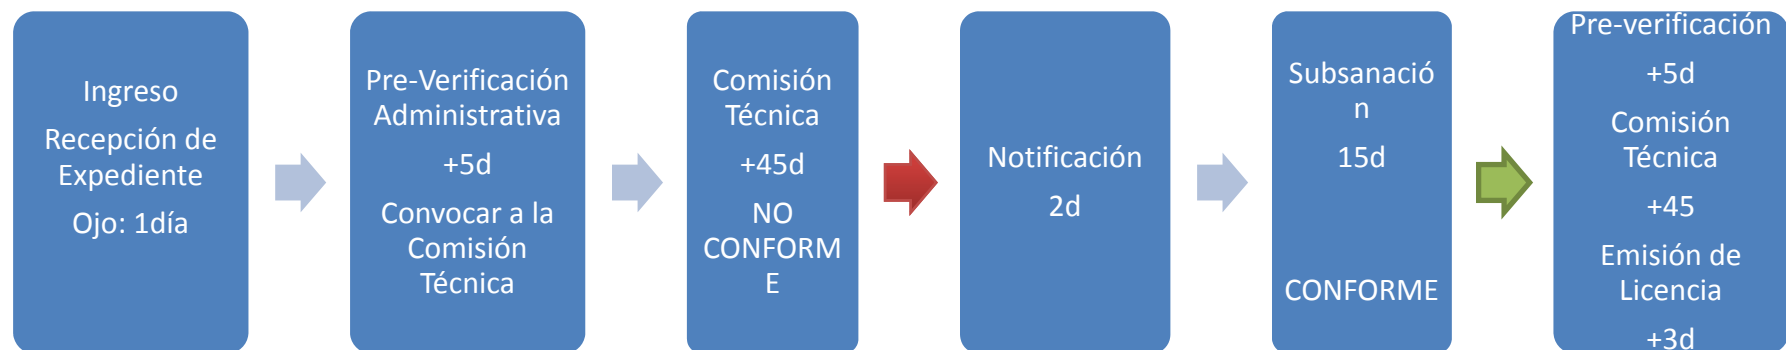 Ingreso
Recepción de
Expediente
Ojo: 1día
Pre-Verificación
Administrativa
+5d
Convocar a la
Comisión
Técnica
Comisión
Técnica
+45d
NO
CONFORM
E
Notificación
2d
Subsanació
n
15d
CONFORME
Pre-verificación
+5d
Comisión
Técnica
+45
Emisión de
Licencia
+3d